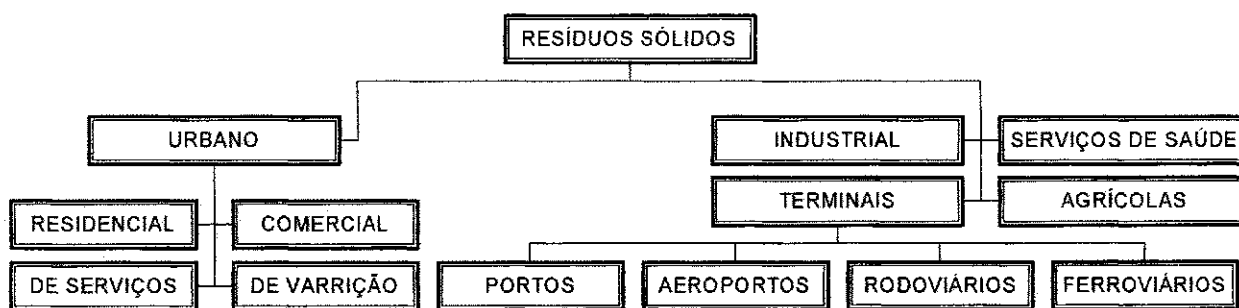 RESÍDUOS SÓLIDOS
URBANO
INDUSTRIAL
SERVIÇOS DE SAÚDE
TERMINAIS
AGRÍCOLAS
RESIDENCIAL
COMERCIAL
DE SERVIÇOS
DE VARRIÇÃO
PORTOS
AEROPORTOS
RODOVIÁRIOS
FERROVIÁRIOS